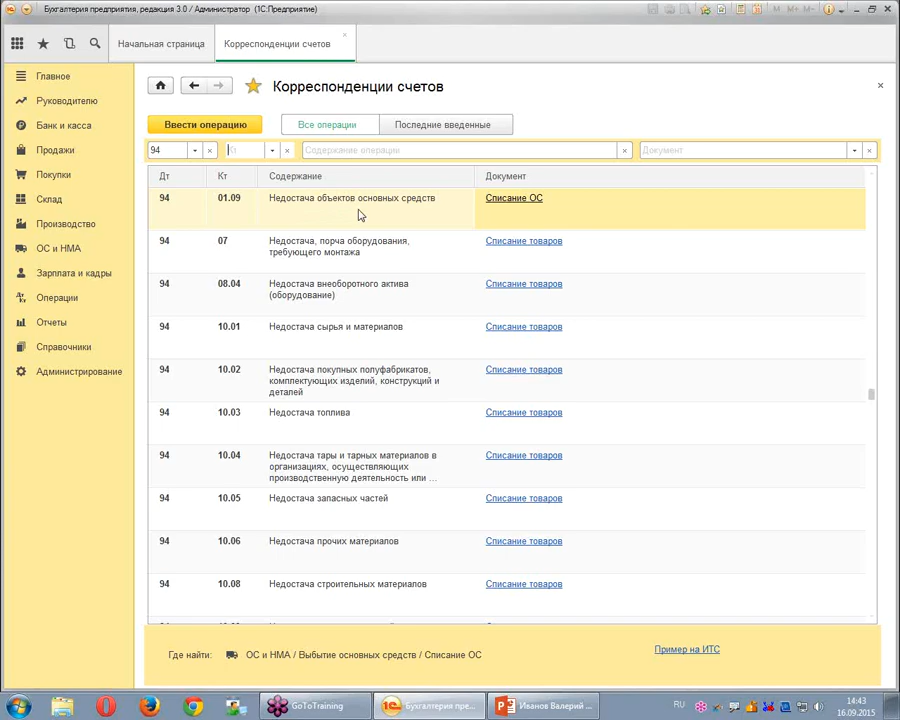 Бухгалтерия предприятия, редакция 3.0 / Администратор (1С:Предприятие)
M M+ M-
Начальная страница
Корреспонденции счетов
Главное
Руководителю
Банк и касса
Продажи
Покупки
Склад
Производство
ОС и НМА
Зарплата и кадры
Операции
Отчеты
Справочники
Администрирование
Корреспонденции счетов
Ввести операцию
Все операции
Последние введенные
94
Кт
Содержание операции
Документ
Дт Кт Содержание Документ
94 01.09 Недостача объектов основных средств Списание ОС
94 07 Недостача, порча оборудования, Списание товаров
требующего монтажа
94 08.04 Недостача внеоборотного актива Списание товаров
(оборудование)
94 10.01 Недостача сырья и материалов Списание товаров
94 10.02 Недостача покупных полуфабрикатов, Списание товаров
комплектующих изделий, конструкций и
деталей
94 10.03 Недостача топлива Списание товаров
94 10.04 Недостача тары и тарных материалов в Списание товаров
организациях, осуществляющих
производственную деятельность или ...
94 10.05 Недостача запасных частей Списание товаров
94 10.06 Недостача прочих материалов Списание товаров
94 10.08 Недостача строительных материалов Списание товаров
Где найти: ОС и НМА / Выбытие основных средств / Списание ОС
Пример на ИТС
GoToTraining
Бухгалтерия пре...
Иванов Валерий ...
RU
14:43
16.09.2015